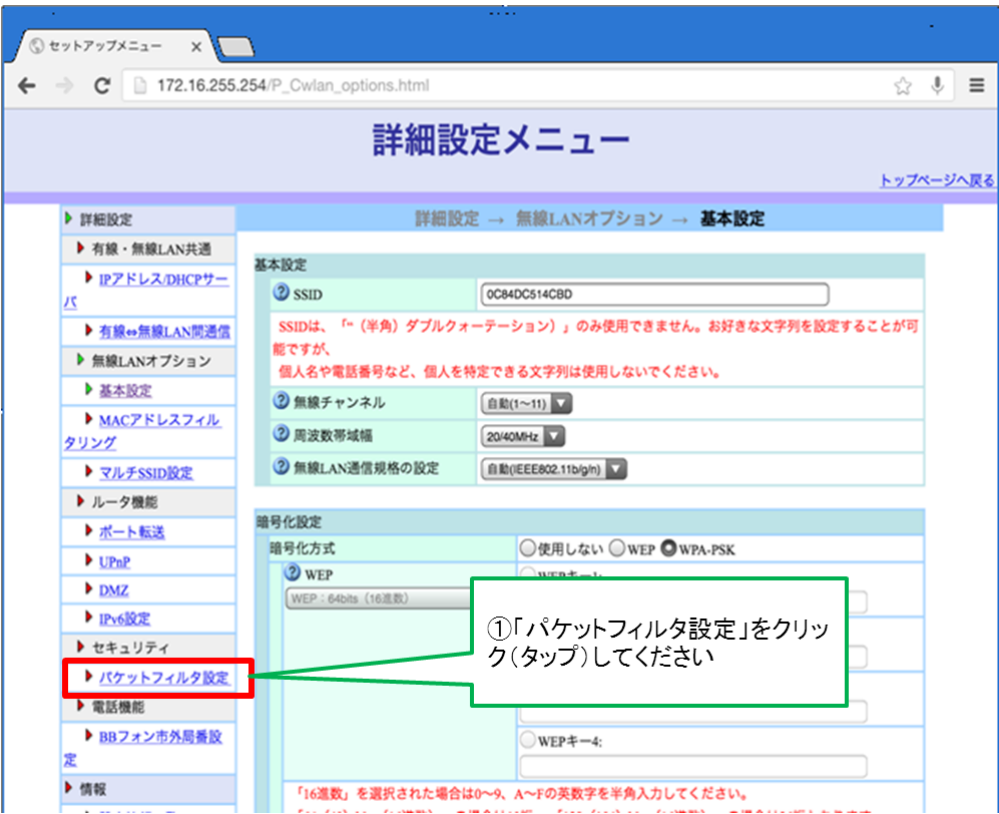 セットアップメニュー
172.16.255.254/P_Cwlan_options.html
詳細設定メニュー
トップページへ戻る
詳細設定
有線・無線LAN共通
IPアドレス/DHCPサー
バ
有線⇔無線LAN間通信
無線LANオプション
基本設定
MACアドレスフィル
タリング
マルチSSID設定
ルータ機能
ポート転送
UPnP
DMZ
IPv6設定
セキュリティ
パケットフィルタ設定
電話機能
BBフォン市外局番設
定
情報
詳細設定 → 無線LANオプション → 基本設定
基本設定
SSID
0C84DC514CBD
SSIDは、「"（半角）ダブルクォーテーション）」のみ使用できません。お好きな文字列を設定することが可
能ですが、
個人名や電話番号など、個人を特定できる文字列は使用しないでください。
無線チャンネル
自動(1〜11)
周波数帯域幅
20/40MHz
無線LAN通信規格の設定
自動(IEEE802.11b/g/n)
暗号化設定
暗号化方式
使用しない WEP WPA-PSK
WEP
WEP：64bits（16進数）
WEPキー1:
①「パケットフィルタ設定」をクリッ
ク（タップ）してください
WEPキー4:
「16進数」を選択された場合は0〜9、A〜Fの英数字を半角入力してください。